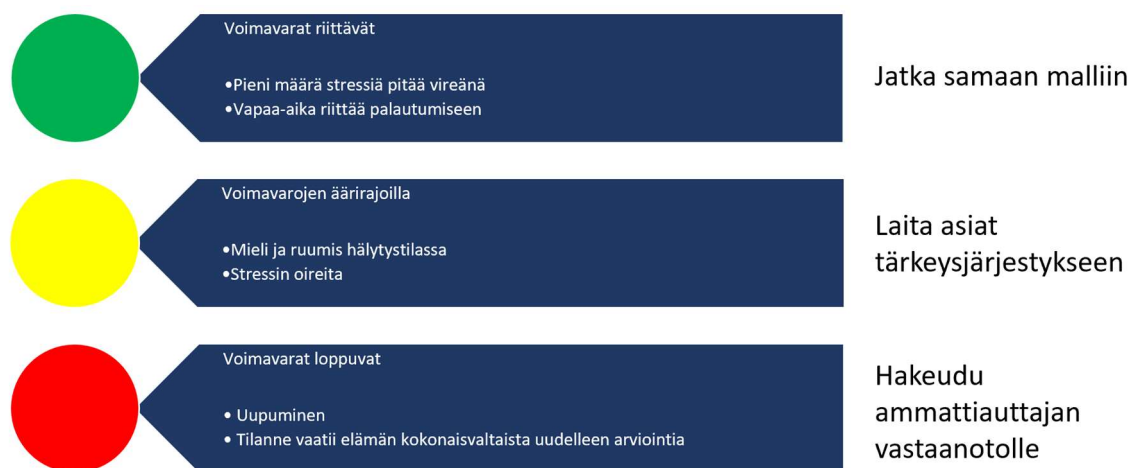 Voimavarat riittävät
•Pieni määrä stressiä pitää vireänä
•Vapaa-aika riittää palautumiseen
Jatka samaan malliin
Voimavarojen äärirajoilla
•Mieli ja ruumis hälytystilassa
•Stressin oireita
Laita asiat
tärkeysjärjestykseen
Voimavarat loppuvat
• Uupuminen
• Tilanne vaatii elämän kokonaisvaltaista uudelleen arviointia
Hakeudu
ammattiauttajan
vastaanotolle